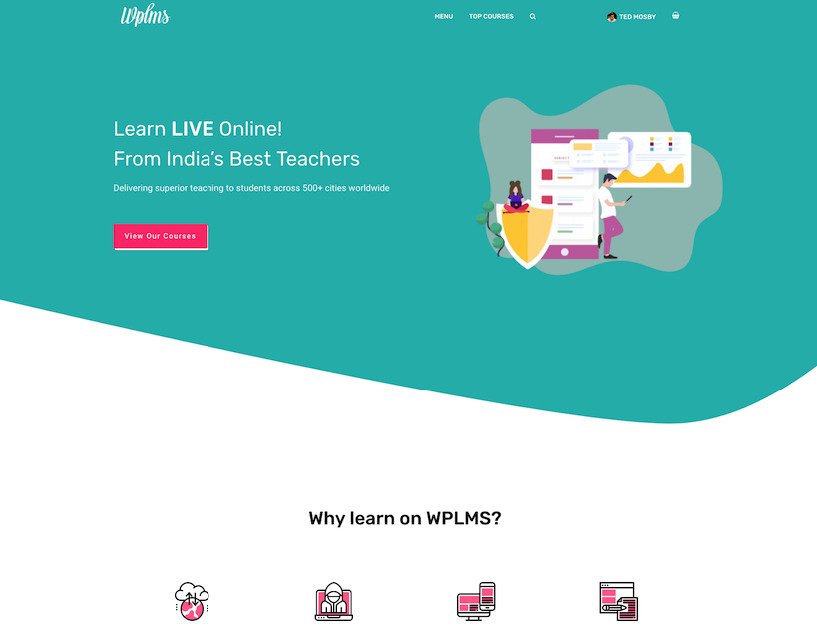 Wplms
MENU TOP COURSES TED MOSBY
Learn LIVE Online!
From India's Best Teachers
Delivering superior teaching to students across 500+ cities worldwide
View Our Courses
Why learn on WPLMS?